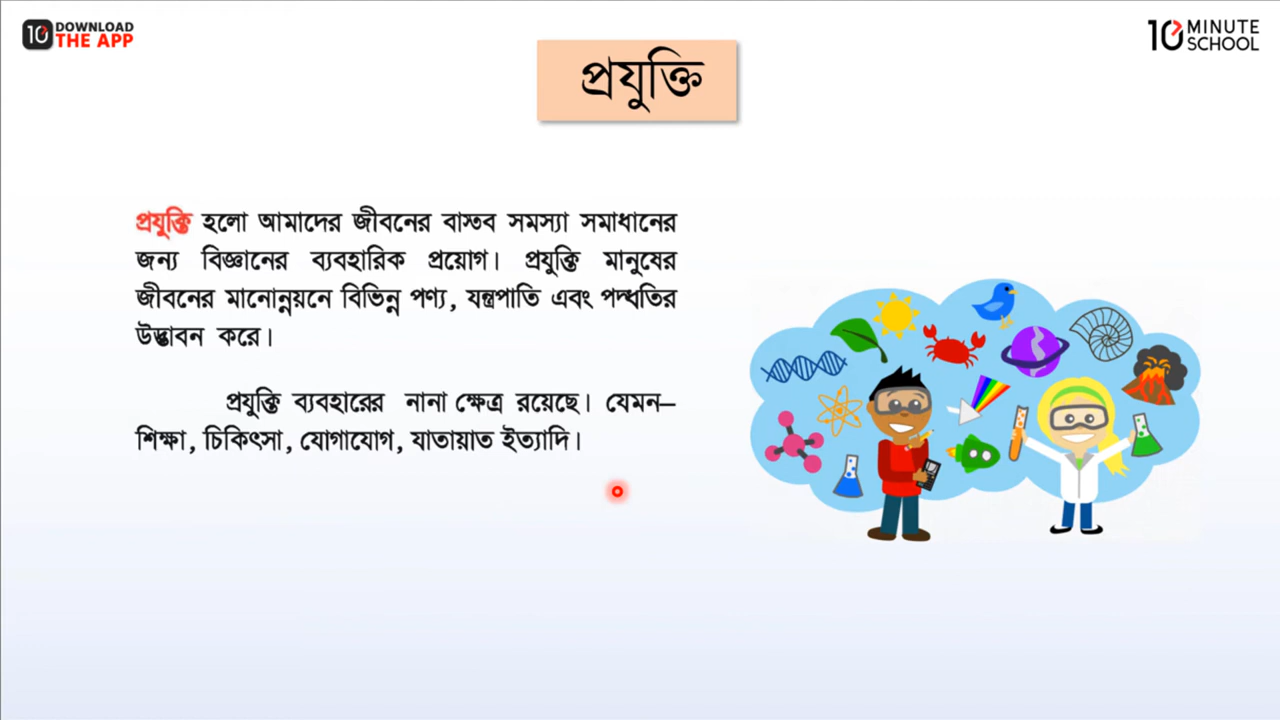 10 DOWNLOAD
THE APP
10 MINUTE
SCHOOL
প্রযুক্তি
প্রযুক্তি হলো আমাদের জীবনের বাস্তব সমস্যা সমাধানের
জন্য বিজ্ঞানের ব্যবহারিক প্রয়োগ। প্রযুক্তি মানুষের
জীবনের মানোন্নয়নে বিভিন্ন পণ্য, যন্ত্রপাতি এবং পদ্ধতির
উদ্ভাবন করে।
প্রযুক্তি ব্যবহারের নানা ক্ষেত্র রয়েছে। যেমন–
শিক্ষা, চিকিৎসা, যোগাযোগ, যাতায়াত ইত্যাদি।